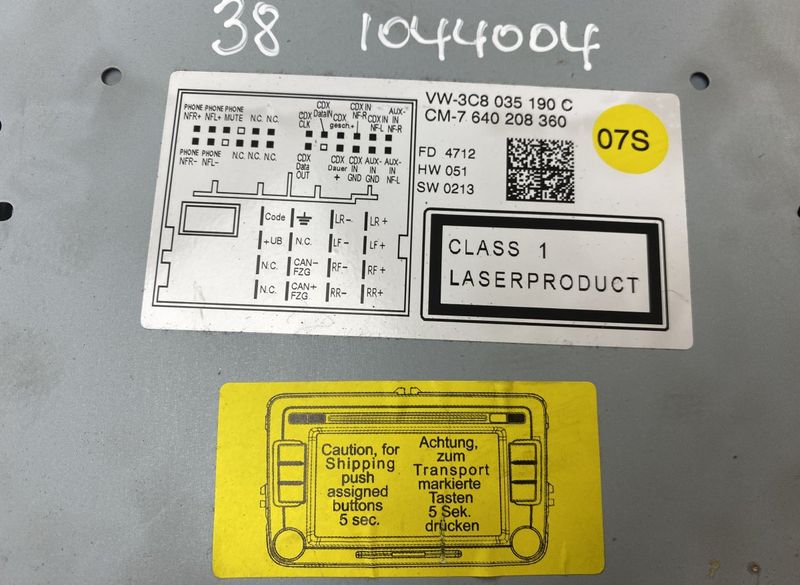 38 1044004
VW-3C8 035 190 C
CM-7 640 208 360
07S
FD 4712
HW 051
SW 0213
CLASS 1
LASERPRODUCT
PHONE NFR+
PHONE NFL+
PHONE MUTE
N.C. N.C.
CDX CLK
CDX DataIN
gesch.+
CDX IN NF-R
CDX IN NF-L
AUX-IN NF-R
PHONE NFR-
PHONE NFL-
N.C. N.C. N.C.
CDX Data OUT
CDX Dauer +
CDX IN GND
AUX-IN GND
AUX-IN NF-L
Code LR- LR+
+UB N.C. LF- LF+
N.C. CAN-FZG RF- RF+
N.C. CAN+FZG RR- RR+
Caution, for
Shipping
push
assigned
buttons
5 sec.
Achtung,
zum
Transport
markierte
Tasten
5 Sek.
drücken